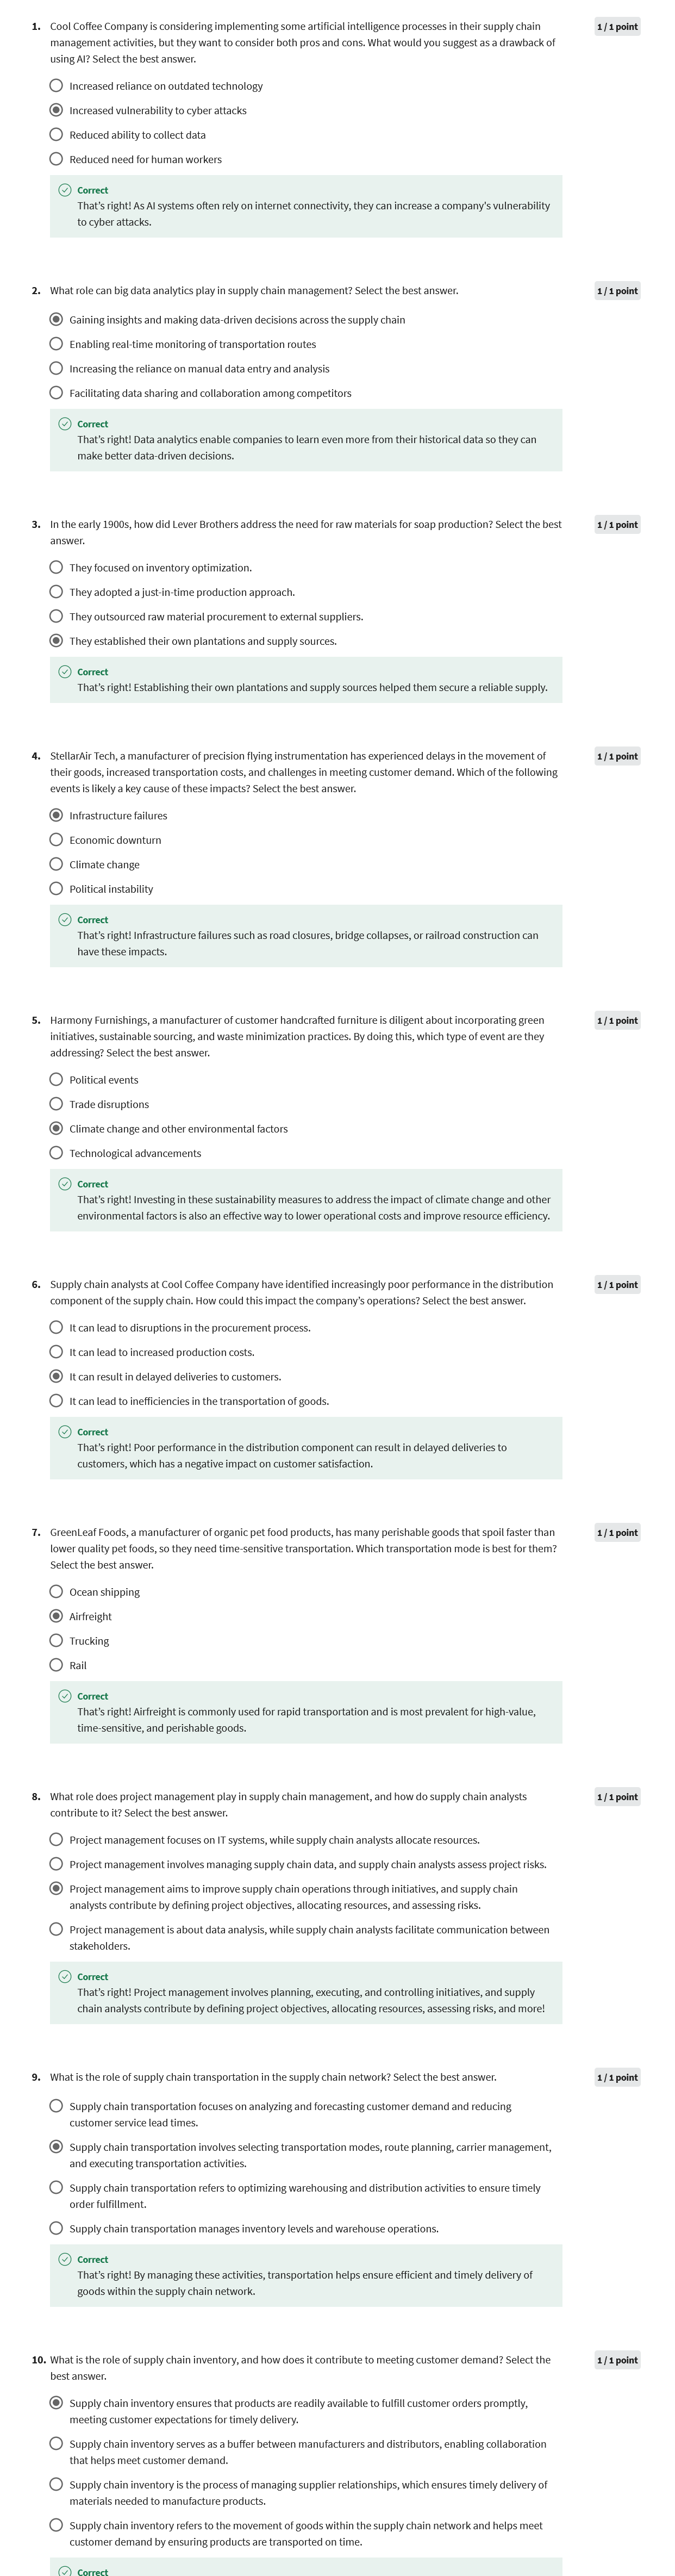 1. Cool Coffee Company is considering implementing some artificial intelligence processes in their supply chain
1 / 1 point
management activities, but they want to consider both pros and cons. What would you suggest as a drawback of
using AI? Select the best answer.
Increased reliance on outdated technology
Increased vulnerability to cyber attacks
Reduced ability to collect data
Reduced need for human workers
Correct
That's right! As AI systems often rely on internet connectivity, they can increase a company's vulnerability
to cyber attacks.
2. What role can big data analytics play in supply chain management? Select the best answer.
1 / 1 point
Gaining insights and making data-driven decisions across the supply chain
Enabling real-time monitoring of transportation routes
Increasing the reliance on manual data entry and analysis
Facilitating data sharing and collaboration among competitors
Correct
That's right! Data analytics enable companies to learn even more from their historical data so they can
make better data-driven decisions.
3. In the early 1900s, how did Lever Brothers address the need for raw materials for soap production? Select the best
1 / 1 point
answer.
They focused on inventory optimization.
They adopted a just-in-time production approach.
They outsourced raw material procurement to external suppliers.
They established their own plantations and supply sources.
Correct
That's right! Establishing their own plantations and supply sources helped them secure a reliable supply.
4. StellarAir Tech, a manufacturer of precision flying instrumentation has experienced delays in the movement of
1 / 1 point
their goods, increased transportation costs, and challenges in meeting customer demand. Which of the following
events is likely a key cause of these impacts? Select the best answer.
Infrastructure failures
Economic downturn
Climate change
Political instability
Correct
That's right! Infrastructure failures such as road closures, bridge collapses, or railroad construction can
have these impacts.
5. Harmony Furnishings, a manufacturer of customer handcrafted furniture is diligent about incorporating green
1 / 1 point
initiatives, sustainable sourcing, and waste minimization practices. By doing this, which type of event are they
addressing? Select the best answer.
Political events
Trade disruptions
Climate change and other environmental factors
Technological advancements
Correct
That's right! Investing in these sustainability measures to address the impact of climate change and other
environmental factors is also an effective way to lower operational costs and improve resource efficiency.
6. Supply chain analysts at Cool Coffee Company have identified increasingly poor performance in the distribution
1 / 1 point
component of the supply chain. How could this impact the company's operations? Select the best answer.
It can lead to disruptions in the procurement process.
It can lead to increased production costs.
It can result in delayed deliveries to customers.
It can lead to inefficiencies in the transportation of goods.
Correct
That's right! Poor performance in the distribution component can result in delayed deliveries to
customers, which has a negative impact on customer satisfaction.
7. GreenLeaf Foods, a manufacturer of organic pet food products, has many perishable goods that spoil faster than
1 / 1 point
lower quality pet foods, so they need time-sensitive transportation. Which transportation mode is best for them?
Select the best answer.
Ocean shipping
Airfreight
Trucking
Rail
Correct
That's right! Airfreight is commonly used for rapid transportation and is most prevalent for high-value,
time-sensitive, and perishable goods.
8. What role does project management play in supply chain management, and how do supply chain analysts
1 / 1 point
contribute to it? Select the best answer.
Project management focuses on IT systems, while supply chain analysts allocate resources.
Project management involves managing supply chain data, and supply chain analysts assess project risks.
Project management aims to improve supply chain operations through initiatives, and supply chain
analysts contribute by defining project objectives, allocating resources, and assessing risks.
Project management is about data analysis, while supply chain analysts facilitate communication between
stakeholders.
Correct
That's right! Project management involves planning, executing, and controlling initiatives, and supply
chain analysts contribute by defining project objectives, allocating resources, assessing risks, and more!
9. What is the role of supply chain transportation in the supply chain network? Select the best answer.
1 / 1 point
Supply chain transportation focuses on analyzing and forecasting customer demand and reducing
customer service lead times.
Supply chain transportation involves selecting transportation modes, route planning, carrier management,
and executing transportation activities.
Supply chain transportation refers to optimizing warehousing and distribution activities to ensure timely
order fulfillment.
Supply chain transportation manages inventory levels and warehouse operations.
Correct
That's right! By managing these activities, transportation helps ensure efficient and timely delivery of
goods within the supply chain network.
10. What is the role of supply chain inventory, and how does it contribute to meeting customer demand? Select the
1 / 1 point
best answer.
Supply chain inventory ensures that products are readily available to fulfill customer orders promptly,
meeting customer expectations for timely delivery.
Supply chain inventory serves as a buffer between manufacturers and distributors, enabling collaboration
that helps meet customer demand.
Supply chain inventory is the process of managing supplier relationships, which ensures timely delivery of
materials needed to manufacture products.
Supply chain inventory refers to the movement of goods within the supply chain network and helps meet
customer demand by ensuring products are transported on time.
Correct